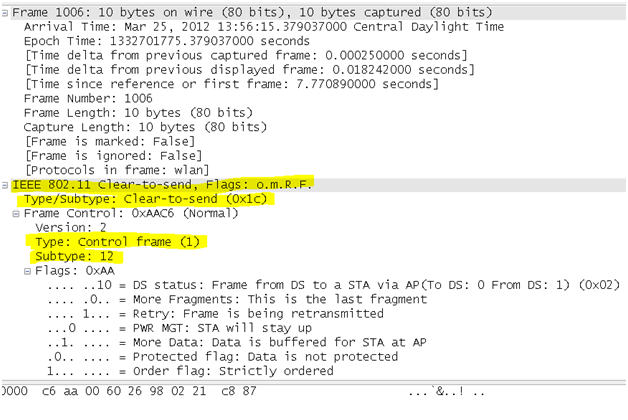 Frame 1006: 10 bytes on wire (80 bits), 10 bytes captured (80 bits)
Arrival Time: Mar 25, 2012 13:56:15.379037000 Central Daylight Time
Epoch Time: 1332701775.379037000 seconds
[Time delta from previous captured frame: 0.000250000 seconds]
[Time delta from previous displayed frame: 0.018242000 seconds]
[Time since reference or first frame: 7.770890000 seconds]
Frame Number: 1006
Frame Length: 10 bytes (80 bits)
Capture Length: 10 bytes (80 bits)
[Frame is marked: False]
[Frame is ignored: False]
[Protocols in frame: wlan]
IEEE 802.11 Clear-to-send, Flags: o.m.R.F.
Type/Subtype: Clear-to-send (0x1c)
Frame Control: 0xAAC6 (Normal)
Version: 2
Type: Control frame (1)
Subtype: 12
Flags: 0xAA
.... ..10 = DS status: Frame from DS to a STA via AP(To DS: 0 From DS: 1) (0x02)
.... .0.. = More Fragments: This is the last fragment
.... 1... = Retry: Frame is being retransmitted
...0 .... = PWR MGT: STA will stay up
..1. .... = More Data: Data is buffered for STA at AP
.0.. .... = Protected flag: Data is not protected
1... .... = Order flag: Strictly ordered
0000 c6 aa 00 60 26 98 02 21 c8 87 ...`&..! ..